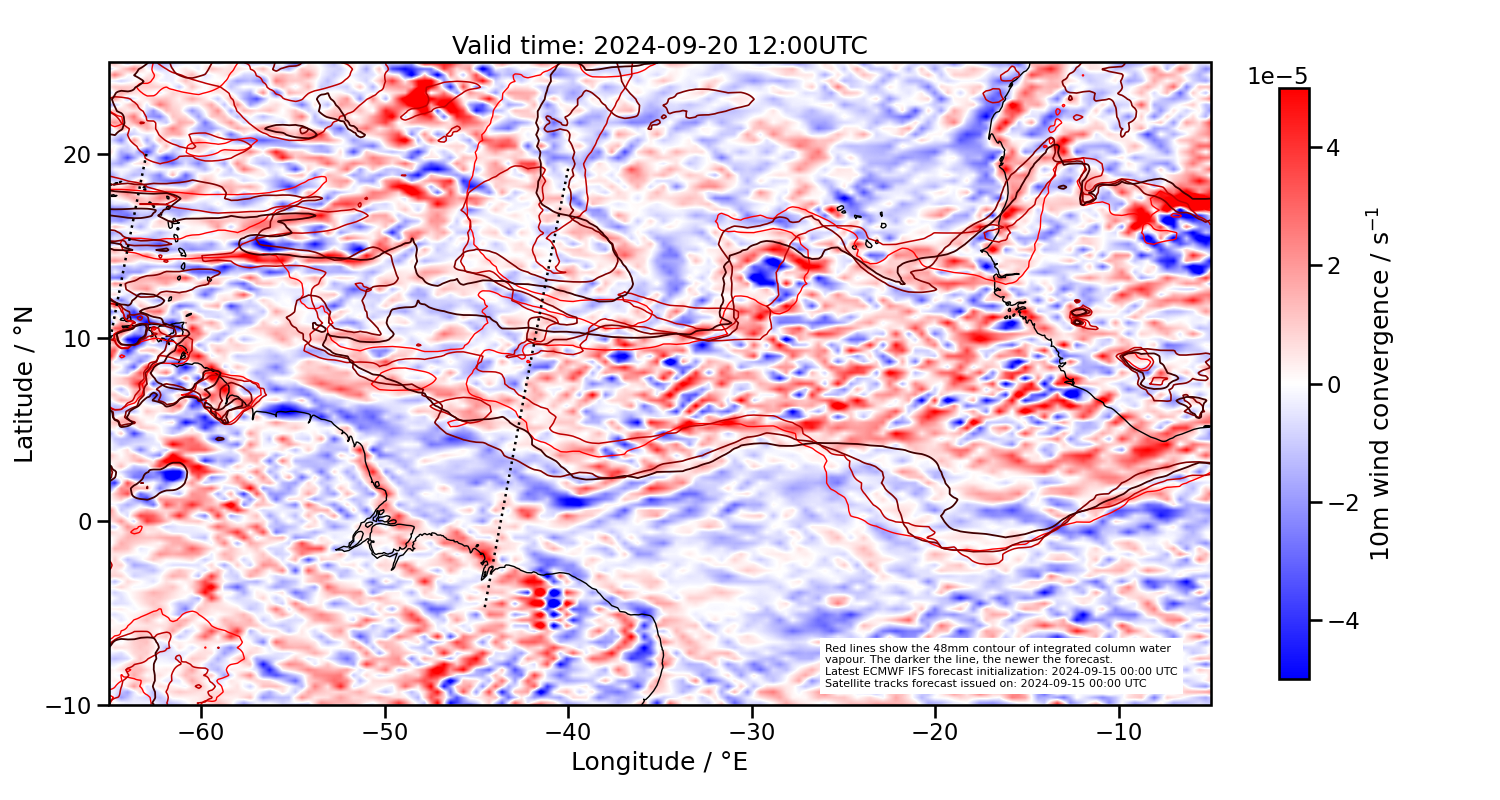 Valid time: 2024-09-20 12:00UTC
1e−5
20
10
0
−10
Latitude / °N
−60
−50
−40
−30
−20
−10
Longitude / °E
4
2
0
−2
−4
10m wind convergence / s⁻¹
Red lines show the 48mm contour of integrated column water
vapour. The darker the line, the newer the forecast.
Latest ECMWF IFS forecast initialization: 2024-09-15 00:00 UTC
Satellite tracks forecast issued on: 2024-09-15 00:00 UTC